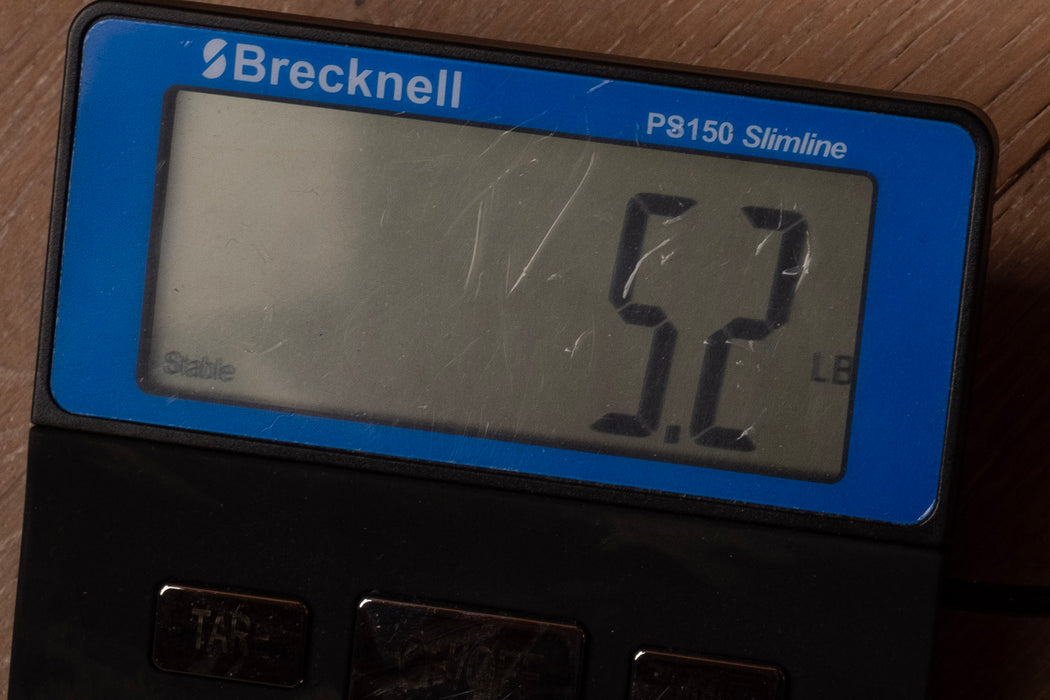 Brecknell
PS150 Slimline
5.2
LB
Stable
TARE